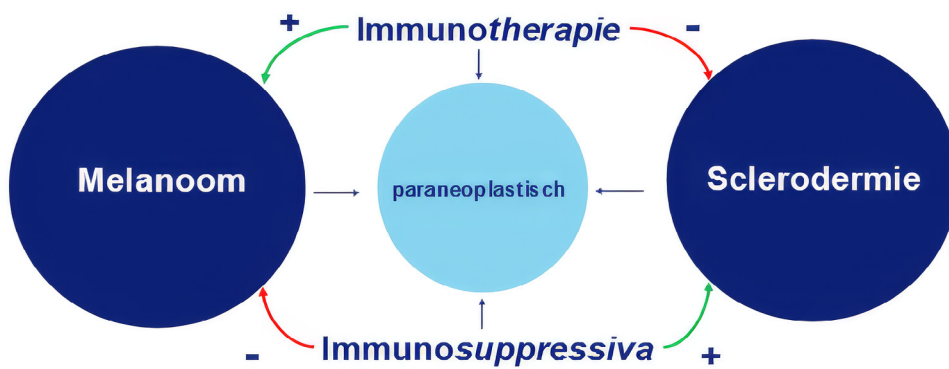 + Immunotherapie -
Melanoom
paraneoplastisch
Sclerodermie
- Immunosuppressiva +